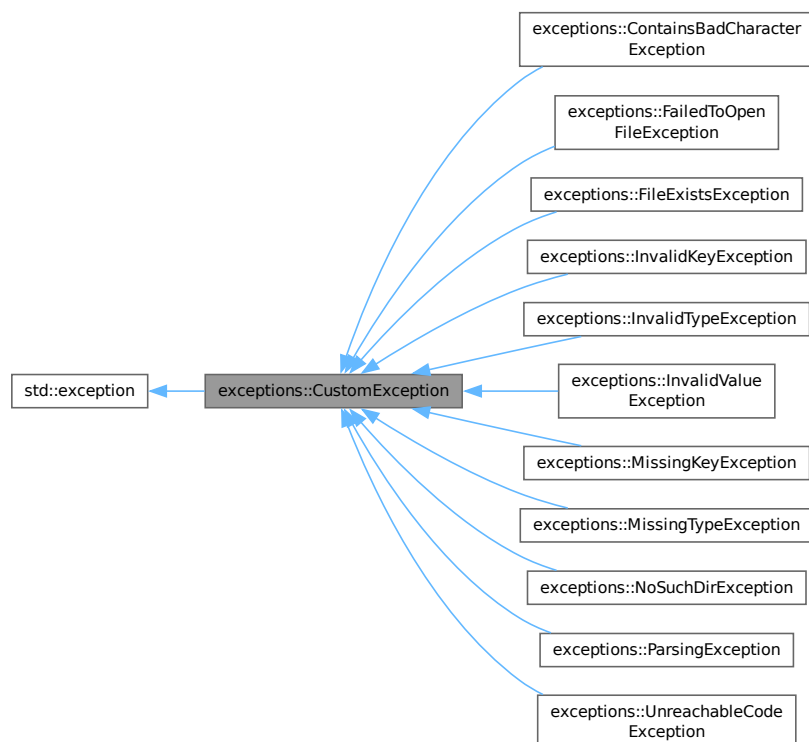 exceptions::ContainsBadCharacter
Exception
exceptions::FailedToOpen
FileException
exceptions::FileExistsException
exceptions::InvalidKeyException
exceptions::InvalidTypeException
std::exception
exceptions::CustomException
exceptions::InvalidValue
Exception
exceptions::MissingKeyException
exceptions::MissingTypeException
exceptions::NoSuchDirException
exceptions::ParsingException
exceptions::UnreachableCode
Exception